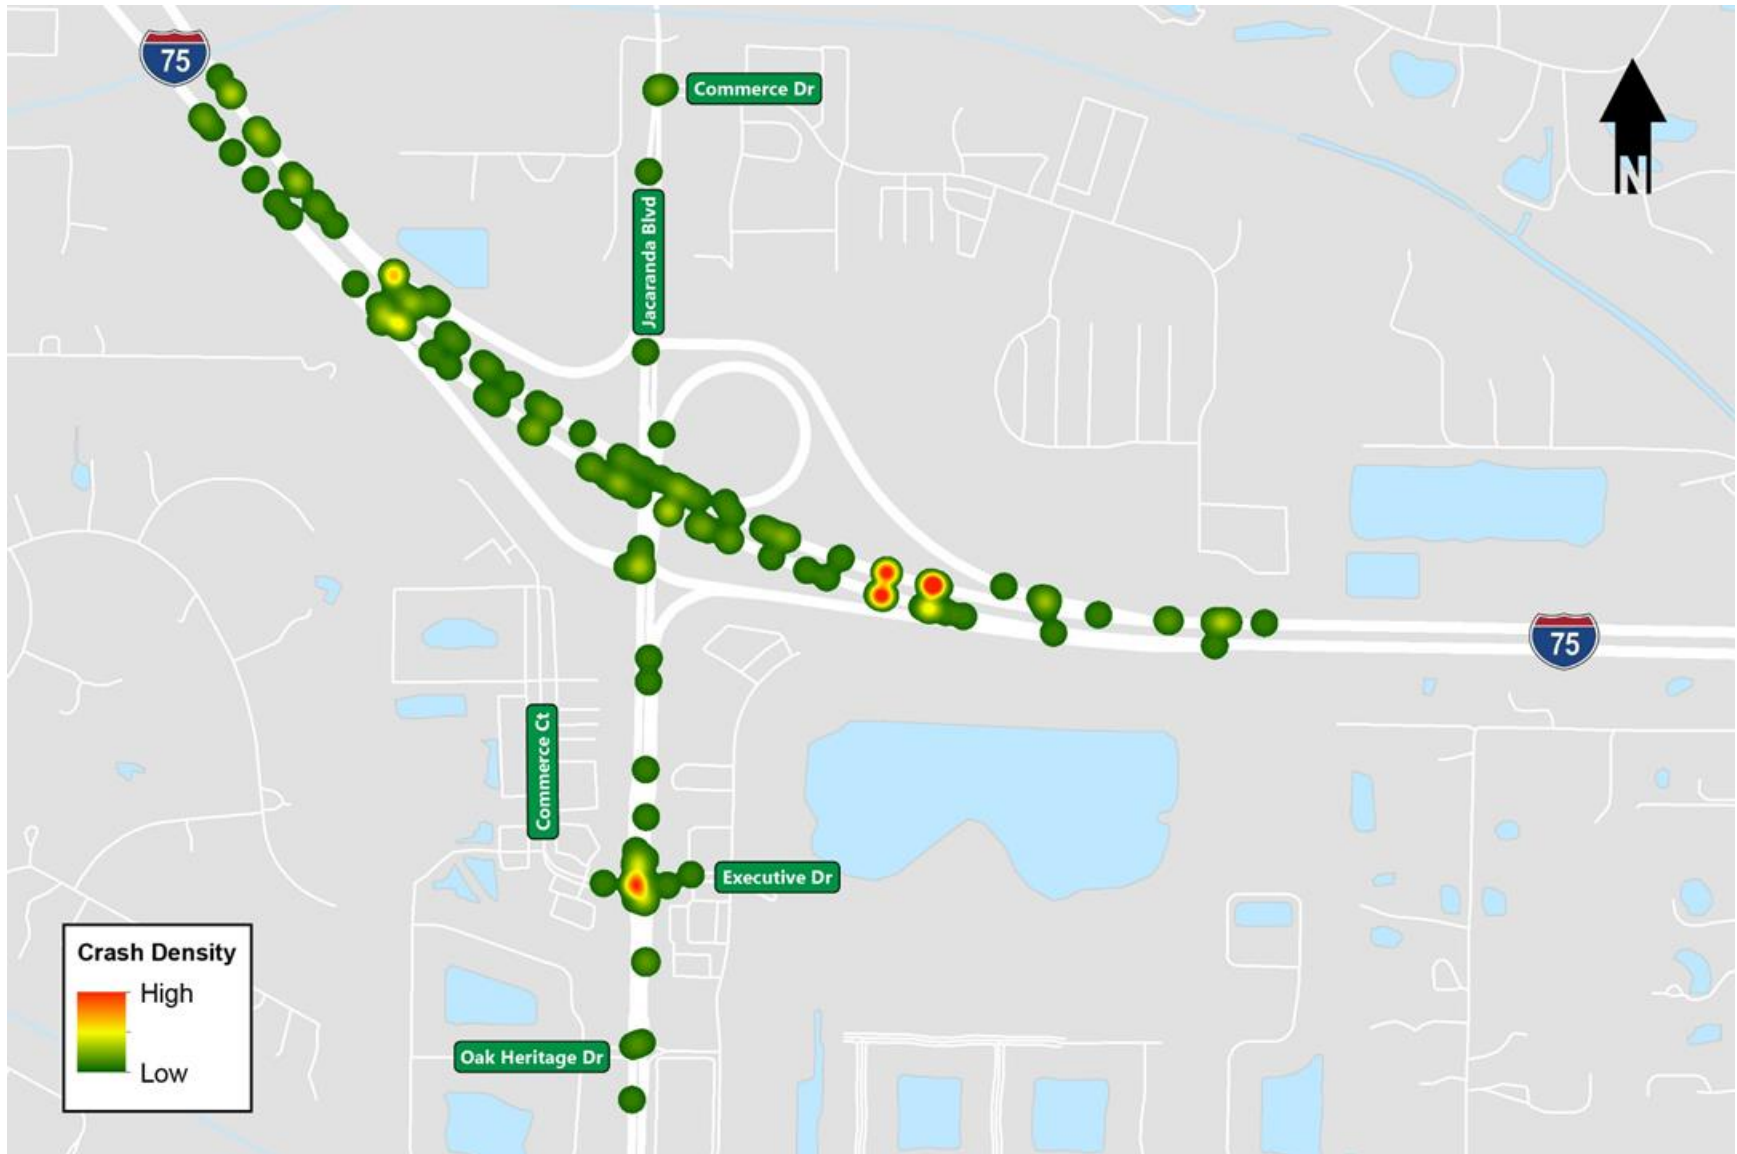 75
Commerce Dr
N
Jacaranda Blvd
75
Commerce Ct
Executive Dr
Crash Density
High
Low
Oak Heritage Dr